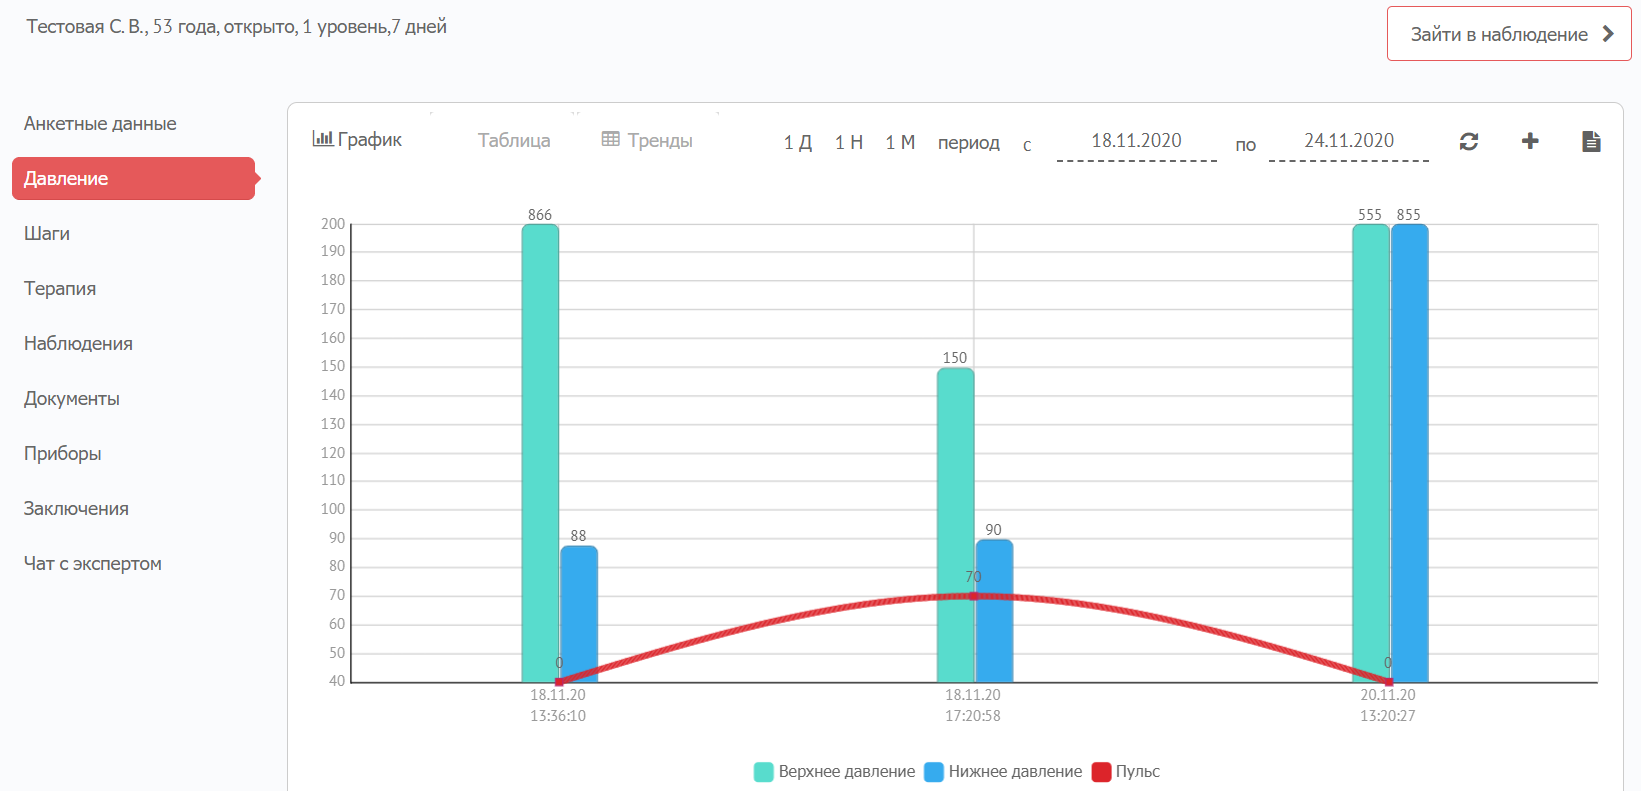 Тестовая С. В., 53 года, открыто, 1 уровень,7 дней
Зайти в наблюдение
Анкетные данные
Давление
Шаги
Терапия
Наблюдения
Документы
Приборы
Заключения
Чат с экспертом
График Таблица Тренды 1 Д 1 Н 1 М период с 18.11.2020 по 24.11.2020
866 555 855
200
190
180
170
160
150 150
140
130
120
110
100
90 88 90
80
70 70
60
50 0 0
40
18.11.20 18.11.20 20.11.20
13:36:10 17:20:58 13:20:27
Верхнее давление Нижнее давление Пульс